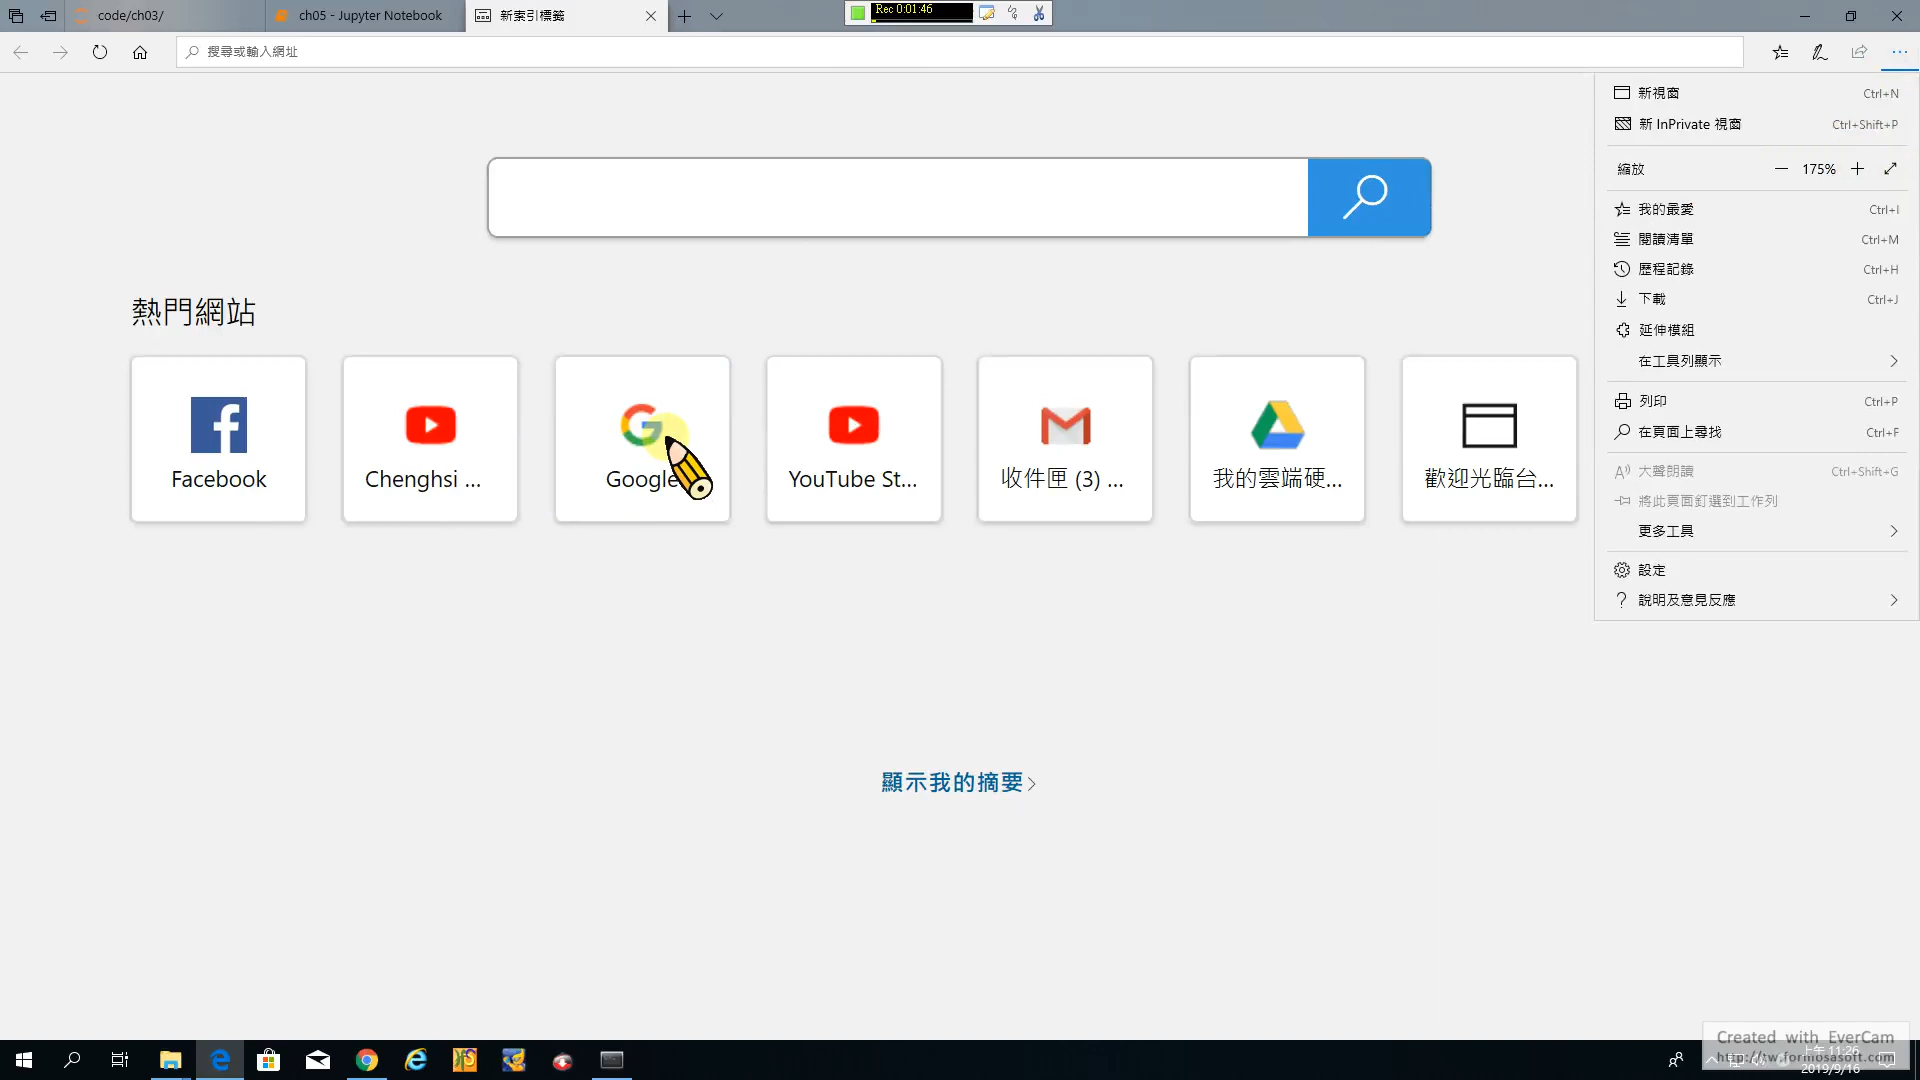 code/ch03/
ch05 - Jupyter Notebook
新索引標籤
Rec 0:01:46
搜尋或輸入網址
新視窗 Ctrl+N
新 InPrivate 視窗 Ctrl+Shift+P
縮放 175%
我的最愛 Ctrl+I
閱讀清單 Ctrl+M
歷程記錄 Ctrl+H
下載 Ctrl+J
延伸模組
在工具列顯示
列印 Ctrl+P
在頁面上尋找 Ctrl+F
大聲朗讀 Ctrl+Shift+G
將此頁面釘選到工作列
更多工具
設定
說明及意見反應
熱門網站
Facebook
Chenghsi ...
Google
YouTube St...
收件匣 (3) ...
我的雲端硬...
歡迎光臨台...
顯示我的摘要
Created with EverCam
http://tw.formosasoft.com
上午 11:26
2019/9/16